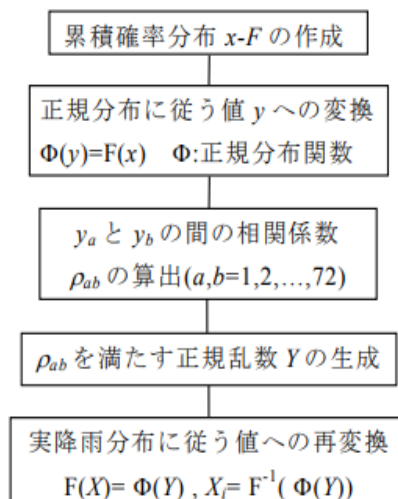 累積確率分布 x-F の作成
正規分布に従う値 y への変換
Φ(y)=F(x) Φ:正規分布関数
yₐ と y_b の間の相関係数
ρ_ab の算出(a,b=1,2,…,72)
ρ_ab を満たす正規乱数 Y の生成
実降雨分布に従う値への再変換
F(X)= Φ(Y) , X_i= F⁻¹( Φ(Y))